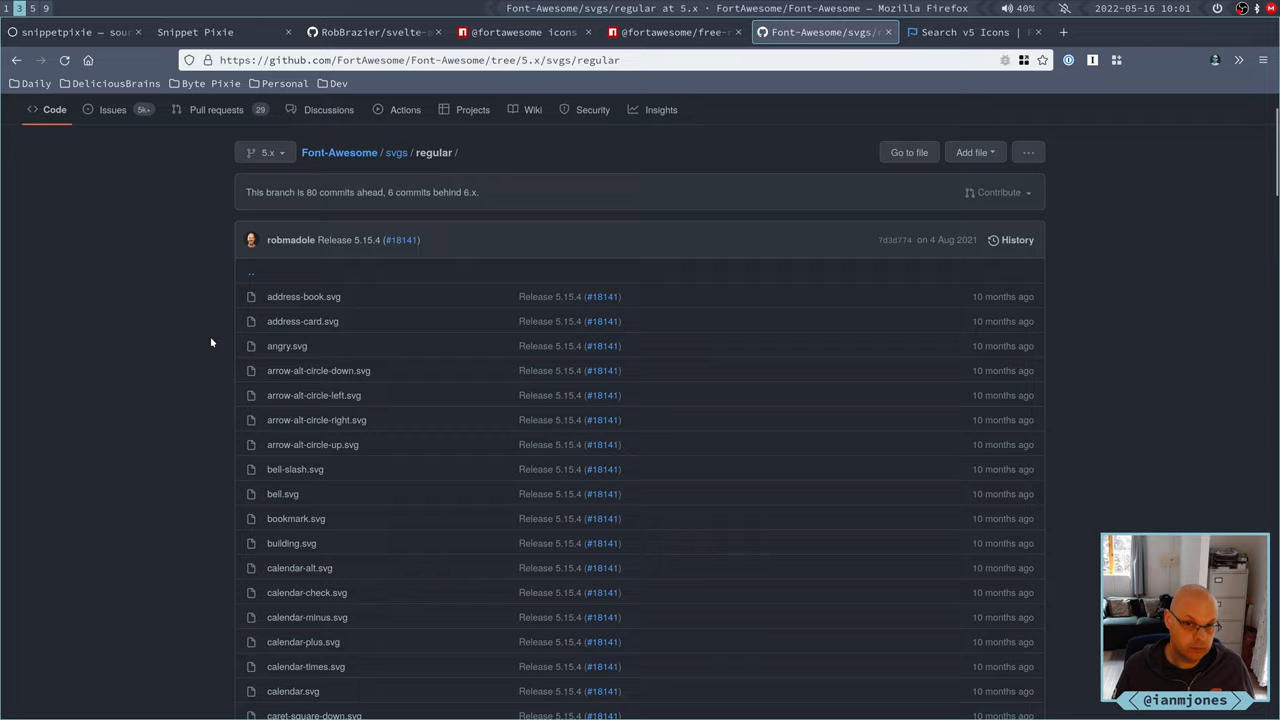 1 3 5 9 Font-Awesome/svgs/regular at 5.x · FortAwesome/Font-Awesome — Mozilla Firefox 40% 2022-05-16 10:01
snippetpixie — sour Snippet Pixie × RobBrazier/svelte-a × @fortawesome icons × @fortawesome/free-r × Font-Awesome/svgs/r × Search v5 Icons | F × +
https://github.com/FortAwesome/Font-Awesome/tree/5.x/svgs/regular
Daily DeliciousBrains Byte Pixie Personal Dev
Code Issues 5k+ Pull requests 29 Discussions Actions Projects Wiki Security Insights
5.x Font-Awesome / svgs / regular / Go to file Add file ...
This branch is 80 commits ahead, 6 commits behind 6.x. Contribute
robmadole Release 5.15.4 (#18141) 7d3d774 on 4 Aug 2021 History
..
address-book.svg Release 5.15.4 (#18141) 10 months ago
address-card.svg Release 5.15.4 (#18141) 10 months ago
angry.svg Release 5.15.4 (#18141) 10 months ago
arrow-alt-circle-down.svg Release 5.15.4 (#18141) 10 months ago
arrow-alt-circle-left.svg Release 5.15.4 (#18141) 10 months ago
arrow-alt-circle-right.svg Release 5.15.4 (#18141) 10 months ago
arrow-alt-circle-up.svg Release 5.15.4 (#18141) 10 months ago
bell-slash.svg Release 5.15.4 (#18141) 10 months ago
bell.svg Release 5.15.4 (#18141) 10 months ago
bookmark.svg Release 5.15.4 (#18141) 10 months ago
building.svg Release 5.15.4 (#18141) 10 months ago
calendar-alt.svg Release 5.15.4 (#18141) 10 months ago
calendar-check.svg Release 5.15.4 (#18141) 10 months ago
calendar-minus.svg Release 5.15.4 (#18141) 10 months ago
calendar-plus.svg Release 5.15.4 (#18141) 10 months ago
calendar-times.svg Release 5.15.4 (#18141) 10 months ago
calendar.svg Release 5.15.4 (#18141) 10 months ago
caret-square-down.svg Release 5.15.4 (#18141) 10 months ago
@ianmjones